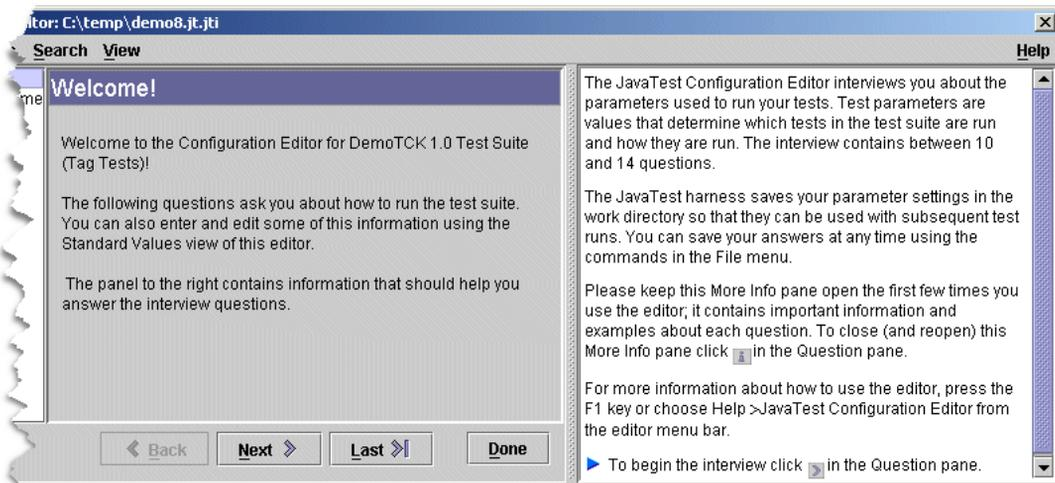 itor: C:\temp\demo8.jt.jti
Search View Help
me
Welcome!
Welcome to the Configuration Editor for DemoTCK 1.0 Test Suite
(Tag Tests)!
The following questions ask you about how to run the test suite.
You can also enter and edit some of this information using the
Standard Values view of this editor.
The panel to the right contains information that should help you
answer the interview questions.
Back Next Last Done
The JavaTest Configuration Editor interviews you about the
parameters used to run your tests. Test parameters are
values that determine which tests in the test suite are run
and how they are run. The interview contains between 10
and 14 questions.
The JavaTest harness saves your parameter settings in the
work directory so that they can be used with subsequent test
runs. You can save your answers at any time using the
commands in the File menu.
Please keep this More Info pane open the first few times you
use the editor; it contains important information and
examples about each question. To close (and reopen) this
More Info pane click in the Question pane.
For more information about how to use the editor, press the
F1 key or choose Help >JavaTest Configuration Editor from
the editor menu bar.
To begin the interview click in the Question pane.